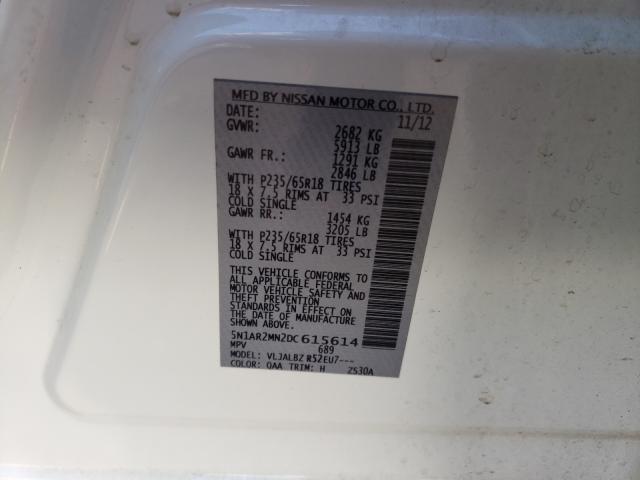 MFD BY NISSAN MOTOR CO., LTD.
DATE: 11/12
GVWR: 2682 KG
5913 LB
GAWR FR.: 1291 KG
2846 LB
WITH P235/65R18 TIRES
18 X 7.5 RIMS AT 33 PSI
COLD SINGLE
GAWR RR.: 1454 KG
3205 LB
WITH P235/65R18 TIRES
18 X 7.5 RIMS AT 33 PSI
COLD SINGLE
THIS VEHICLE CONFORMS TO
ALL APPLICABLE FEDERAL
MOTOR VEHICLE SAFETY AND
THEFT PREVENTION
STANDARDS IN EFFECT ON
THE DATE OF MANUFACTURE
SHOWN ABOVE.
5N1AR2MN2DC615614
MPV 689
MODEL: VLJALBZ R52EU7---
COLOR: QAA TRIM: H 2S30A